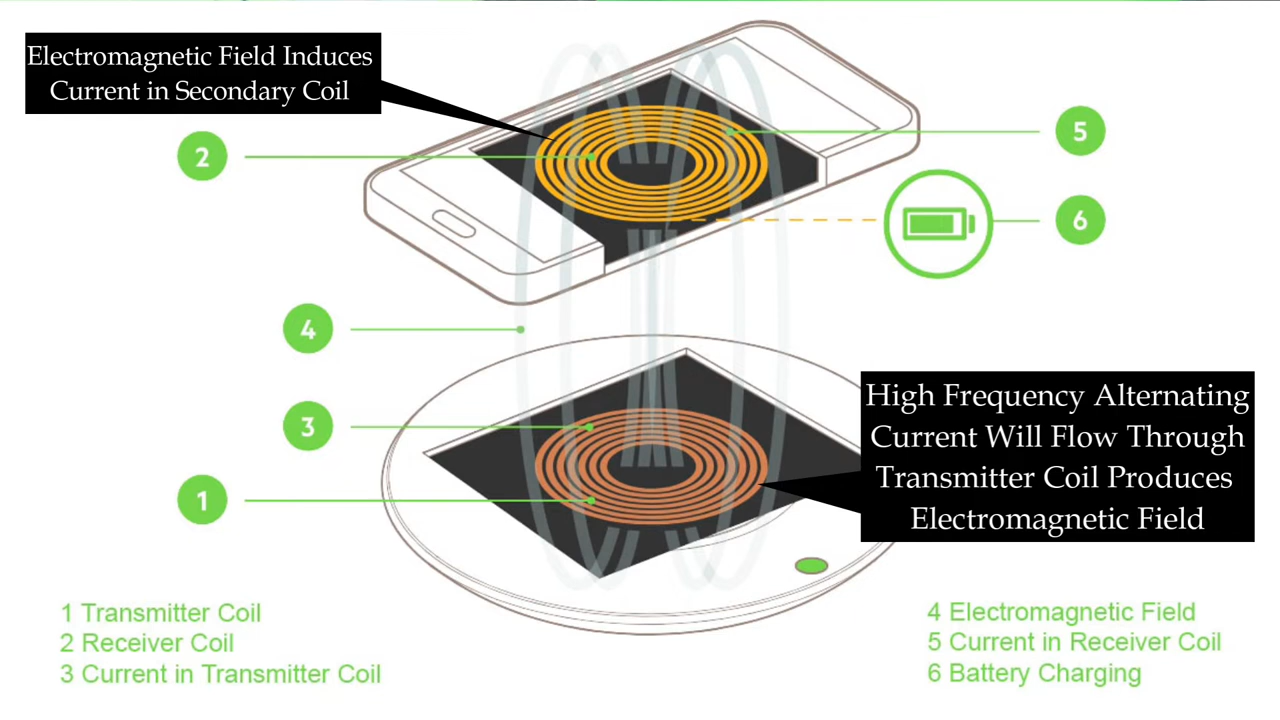 Electromagnetic Field Induces
Current in Secondary Coil
2
5
6
4
3
1
High Frequency Alternating
Current Will Flow Through
Transmitter Coil Produces
Electromagnetic Field
1 Transmitter Coil
2 Receiver Coil
3 Current in Transmitter Coil
4 Electromagnetic Field
5 Current in Receiver Coil
6 Battery Charging